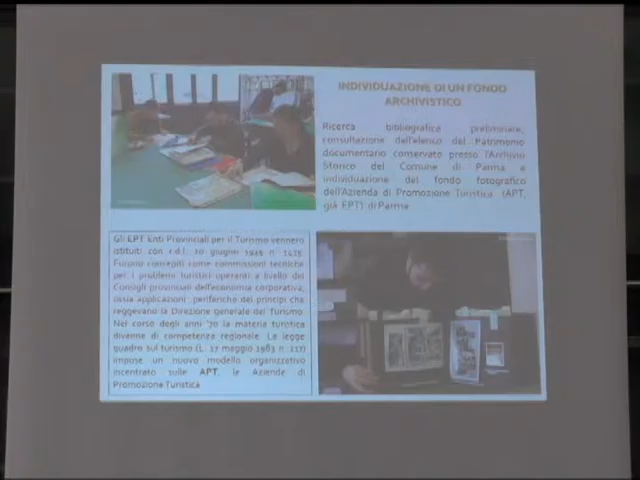 INDIVIDUAZIONE DI UN FONDO
ARCHIVISTICO
Ricerca bibliografica preliminare,
consultazione dell'elenco del Patrimonio
documentario conservato presso l'Archivio
Storico del Comune di Parma e
individuazione del fondo fotografico
dell'Azienda di Promozione Turistica (APT,
già EPT) di Parma
Gli EPT Enti Provinciali per il Turismo vennero
istituiti con r.d.l. 20 giugno 1935 n. 1425.
Furono concepiti come commissioni tecniche
per i problemi turistici operanti a livello dei
Consigli provinciali dell'economia corporativa,
ossia applicazioni periferiche dei principi che
reggevano la Direzione generale del Turismo.
Nel corso degli anni '70 la materia turistica
divenne di competenza regionale. La legge
quadro sul turismo (L. 17 maggio 1983 n. 217)
impose un nuovo modello organizzativo
incentrato sulle APT, le Aziende di
Promozione Turistica